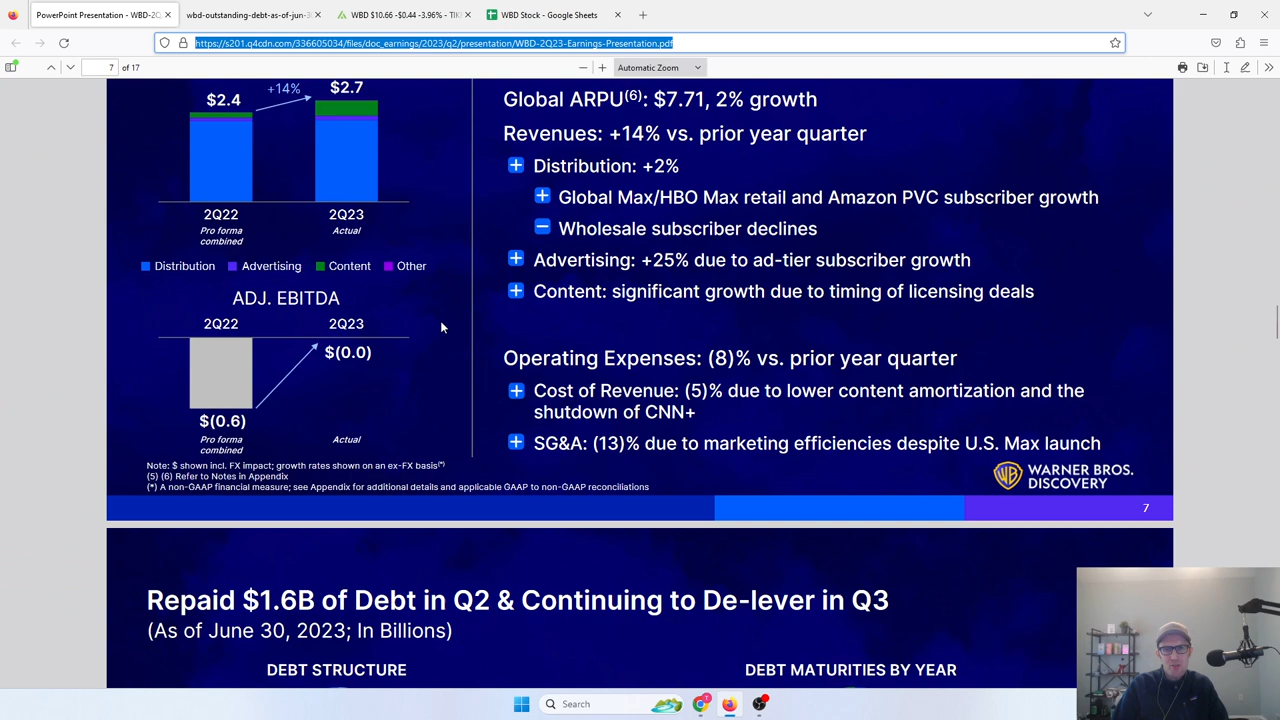 PowerPoint Presentation - WBD-2Q
wbd-outstanding-debt-as-of-jun-3
WBD $10.66 -$0.44 -3.96% - TIK
WBD Stock - Google Sheets
https://s201.q4cdn.com/336605034/files/doc_earnings/2023/q2/presentation/WBD-2Q23-Earnings-Presentation.pdf
7 of 17
Automatic Zoom
$2.4
+14%
$2.7
2Q22
2Q23
Pro forma
combined
Actual
Distribution
Advertising
Content
Other
ADJ. EBITDA
2Q22
2Q23
$(0.0)
$(0.6)
Pro forma
combined
Actual
Note: $ shown incl. FX impact; growth rates shown on an ex-FX basis(*)
(5) (6) Refer to Notes in Appendix
(*) A non-GAAP financial measure; see Appendix for additional details and applicable GAAP to non-GAAP reconciliations
Global ARPU(6): $7.71, 2% growth
Revenues: +14% vs. prior year quarter
Distribution: +2%
Global Max/HBO Max retail and Amazon PVC subscriber growth
Wholesale subscriber declines
Advertising: +25% due to ad-tier subscriber growth
Content: significant growth due to timing of licensing deals
Operating Expenses: (8)% vs. prior year quarter
Cost of Revenue: (5)% due to lower content amortization and the
shutdown of CNN+
SG&A: (13)% due to marketing efficiencies despite U.S. Max launch
WARNER BROS.
DISCOVERY
7
Repaid $1.6B of Debt in Q2 & Continuing to De-lever in Q3
(As of June 30, 2023; In Billions)
DEBT STRUCTURE
DEBT MATURITIES BY YEAR
Search